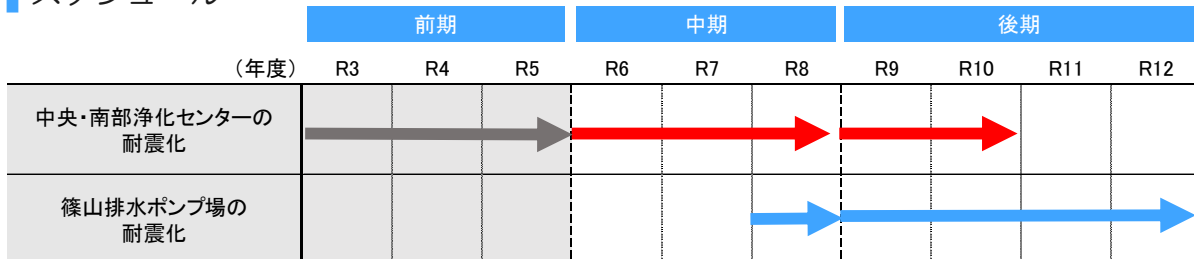 スケジュール
前期 中期 後期
（年度） R3 R4 R5 R6 R7 R8 R9 R10 R11 R12
中央・南部浄化センターの
耐震化
篠山排水ポンプ場の
耐震化